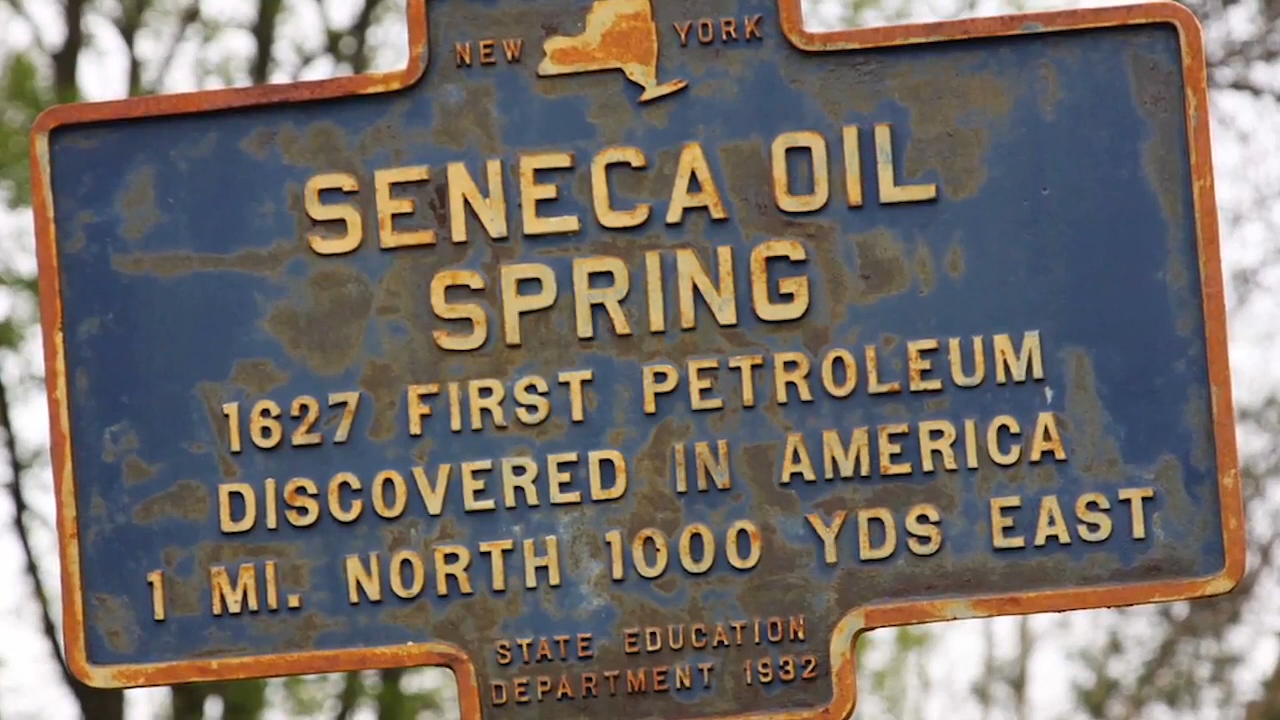 NEW YORK
SENECA OIL
SPRING
1627 FIRST PETROLEUM
DISCOVERED IN AMERICA
1 MI. NORTH 1000 YDS EAST
STATE EDUCATION
DEPARTMENT 1932